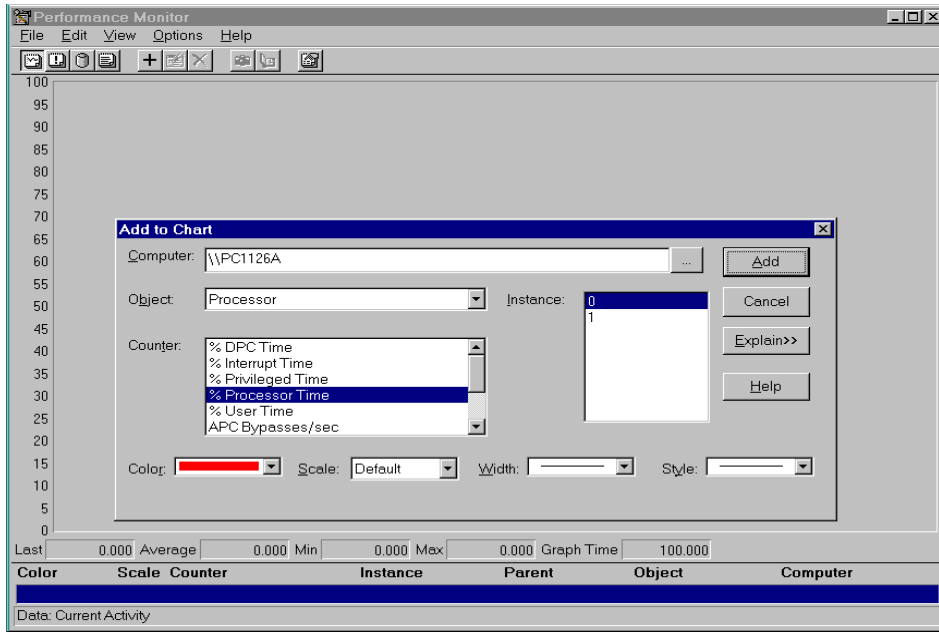 Performance Monitor
File Edit View Options Help
100
95
90
85
80
75
70
65
60
55
50
45
40
35
30
25
20
15
10
5
0
Add to Chart
Computer: \\PC1126A ... Add
Object: Processor Instance: 0 Cancel
1
Counter: % DPC Time Explain>>
% Interrupt Time
% Privileged Time
% Processor Time Help
% User Time
APC Bypasses/sec
Color: Scale: Default Width: Style:
Last 0.000 Average 0.000 Min 0.000 Max 0.000 Graph Time 100.000
Color Scale Counter Instance Parent Object Computer
Data: Current Activity